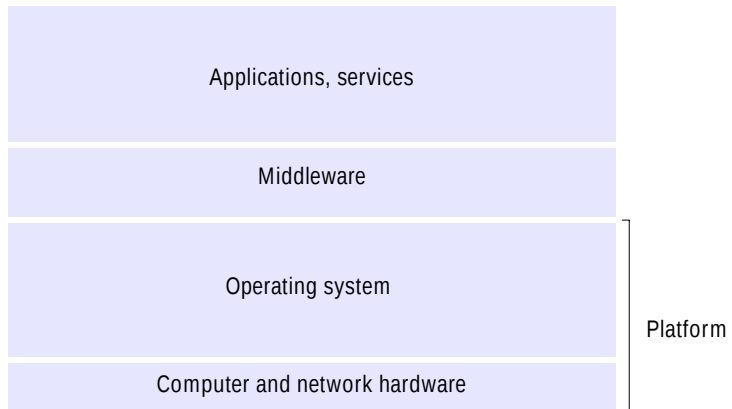 Applications, services
Middleware
Operating system
Platform
Computer and network hardware